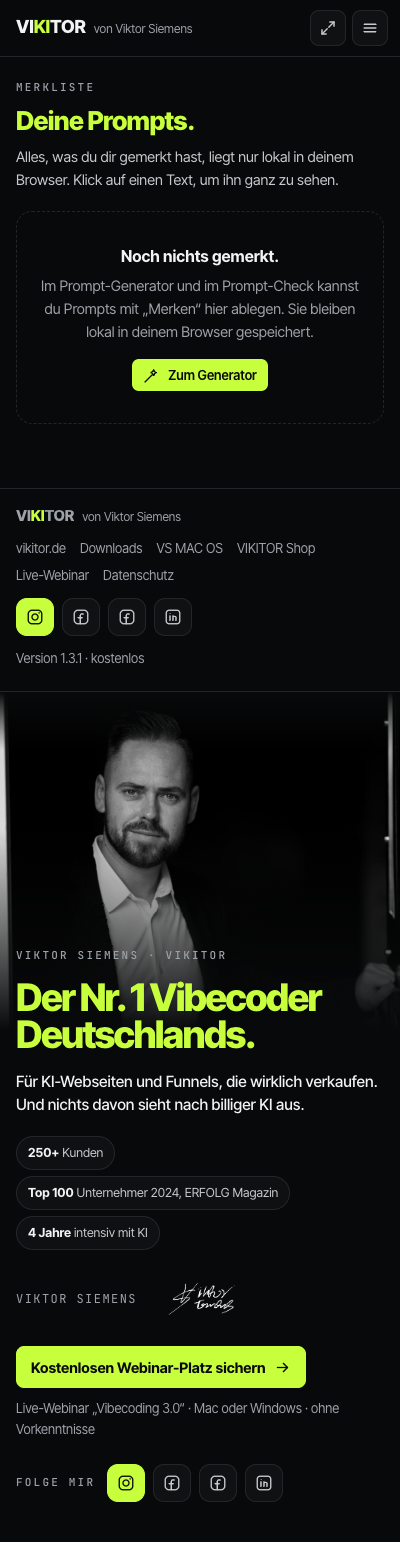 VIKITOR von Viktor Siemens
MERKLISTE
Deine Prompts.
Alles, was du dir gemerkt hast, liegt nur lokal in deinem
Browser. Klick auf einen Text, um ihn ganz zu sehen.
Noch nichts gemerkt.
Im Prompt-Generator und im Prompt-Check kannst
du Prompts mit „Merken“ hier ablegen. Sie bleiben
lokal in deinem Browser gespeichert.
Zum Generator
VIKITOR von Viktor Siemens
vikitor.de Downloads VS MAC OS VIKITOR Shop
Live-Webinar Datenschutz
Version 1.3.1 · kostenlos
VIKTOR SIEMENS · VIKITOR
Der Nr. 1 Vibecoder
Deutschlands.
Für KI-Webseiten und Funnels, die wirklich verkaufen.
Und nichts davon sieht nach billiger KI aus.
250+ Kunden
Top 100 Unternehmer 2024, ERFOLG Magazin
4 Jahre intensiv mit KI
VIKTOR SIEMENS
Kostenlosen Webinar-Platz sichern →
Live-Webinar „Vibecoding 3.0“ · Mac oder Windows · ohne
Vorkenntnisse
FOLGE MIR